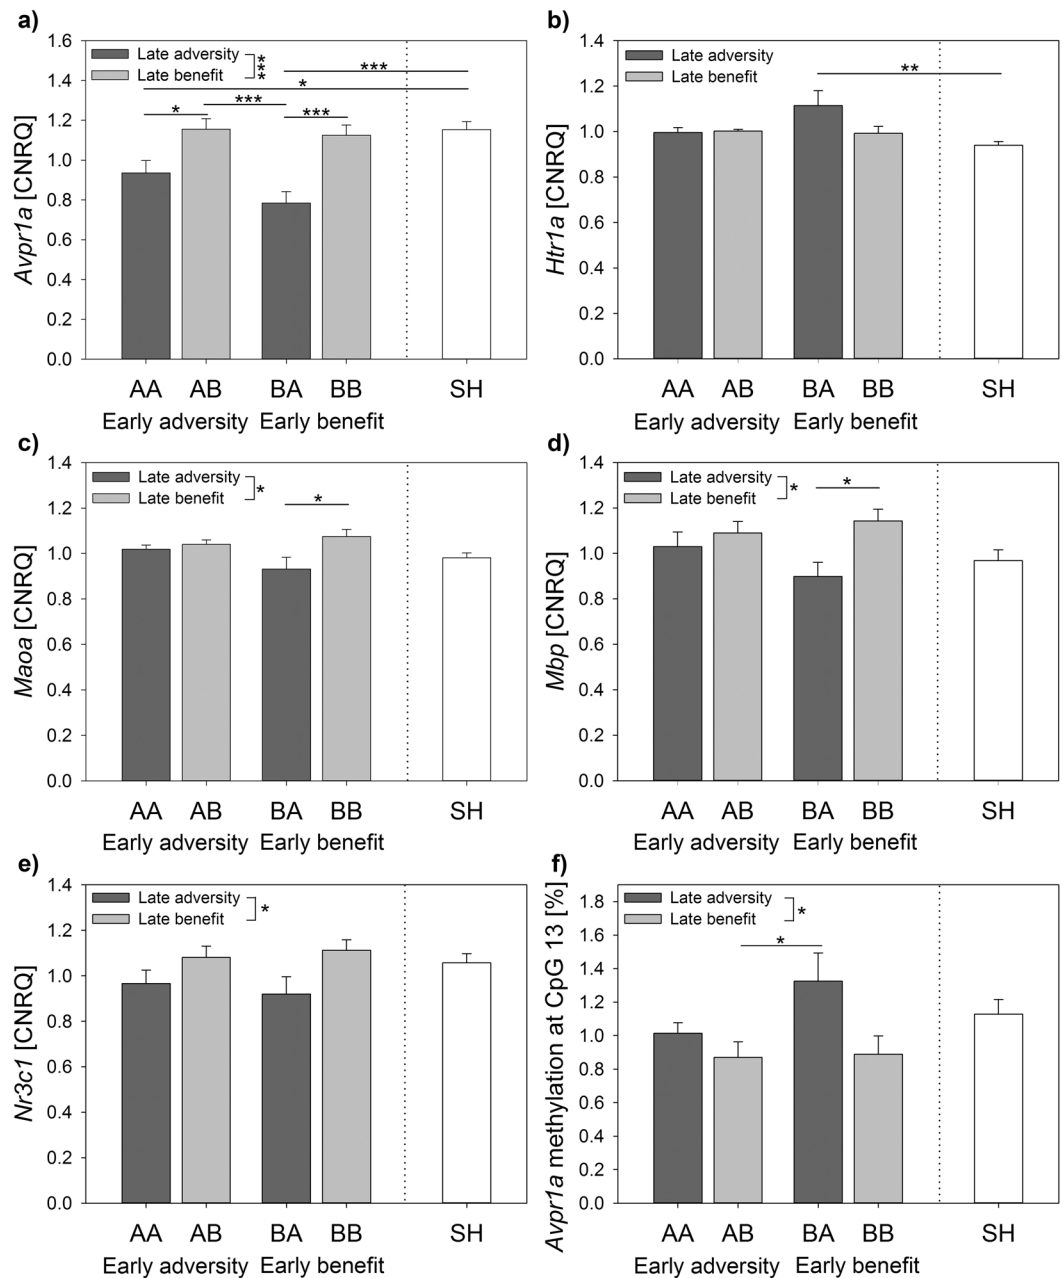 a)
1.6
1.4
1.2
1.0
0.8
0.6
0.4
0.2
0.0
Avpr1a [CNRQ]
Late adversity
Late benefit
***
***
*
***
*
***
AA AB BA BB SH
Early adversity Early benefit
b)
1.4
1.2
1.0
0.8
0.6
0.4
0.2
0.0
Htr1a [CNRQ]
Late adversity
Late benefit
**
AA AB BA BB SH
Early adversity Early benefit
c)
1.4
1.2
1.0
0.8
0.6
0.4
0.2
0.0
Maoa [CNRQ]
Late adversity
Late benefit
*
*
AA AB BA BB SH
Early adversity Early benefit
d)
1.4
1.2
1.0
0.8
0.6
0.4
0.2
0.0
Mbp [CNRQ]
Late adversity
Late benefit
*
*
AA AB BA BB SH
Early adversity Early benefit
e)
1.4
1.2
1.0
0.8
0.6
0.4
0.2
0.0
Nr3c1 [CNRQ]
Late adversity
Late benefit
*
AA AB BA BB SH
Early adversity Early benefit
f)
1.8
1.6
1.4
1.2
1.0
0.8
0.6
0.4
0.2
0.0
Avpr1a methylation at CpG 13 [%]
Late adversity
Late benefit
*
*
AA AB BA BB SH
Early adversity Early benefit